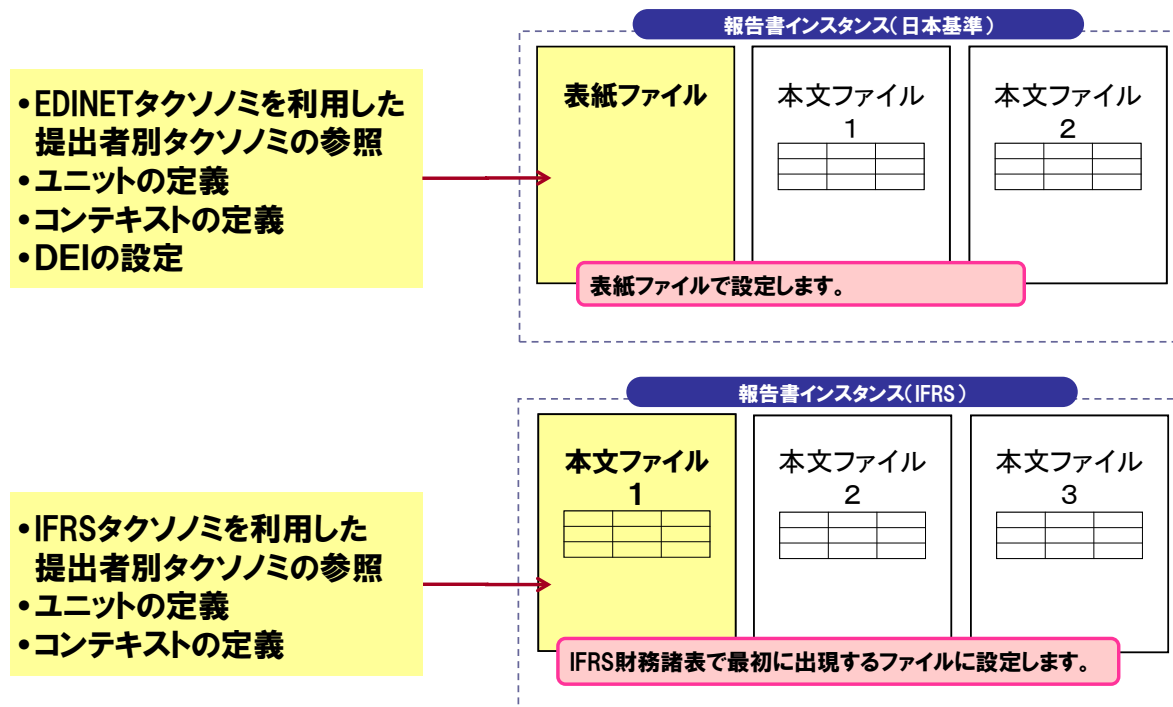 報告書インスタンス(日本基準)
•EDINETタクソノミを利用した
提出者別タクソノミの参照
•ユニットの定義
•コンテキストの定義
•DEIの設定
表紙ファイル
本文ファイル
1
本文ファイル
2
表紙ファイルで設定します。
報告書インスタンス(IFRS)
•IFRSタクソノミを利用した
提出者別タクソノミの参照
•ユニットの定義
•コンテキストの定義
本文ファイル
1
本文ファイル
2
本文ファイル
3
IFRS財務諸表で最初に出現するファイルに設定します。